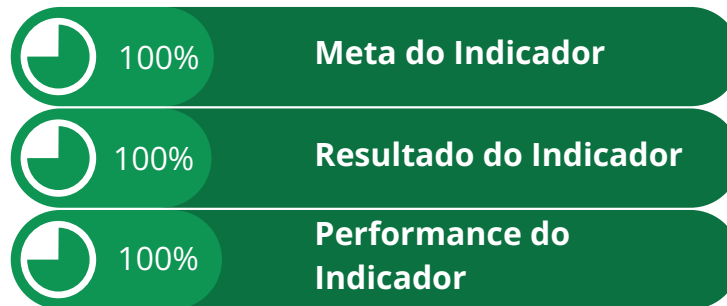 100% Meta do Indicador
100% Resultado do Indicador
100% Performance do
Indicador